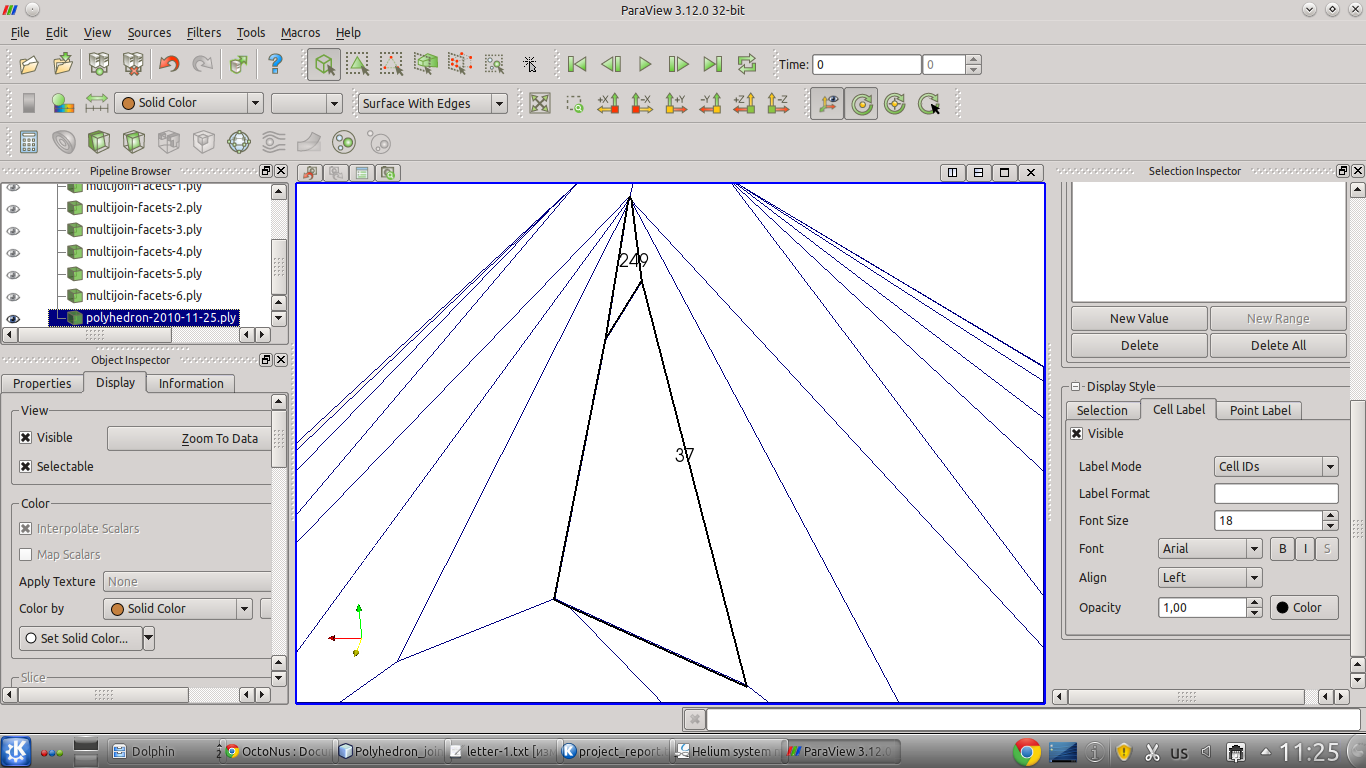 ParaView 3.12.0 32-bit
File Edit View Sources Filters Tools Macros Help
Time: 0 0
Solid Color Surface With Edges +X -X +Y -Y +Z -Z
Pipeline Browser
multijoin-facets-1.ply
multijoin-facets-2.ply
multijoin-facets-3.ply
multijoin-facets-4.ply
multijoin-facets-5.ply
multijoin-facets-6.ply
polyhedron-2010-11-25.ply
Object Inspector
Properties Display Information
View
Visible Zoom To Data
Selectable
Color
Interpolate Scalars
Map Scalars
Apply Texture None
Color by Solid Color
Set Solid Color...
Slice
249
37
Selection Inspector
New Value New Range
Delete Delete All
Display Style
Selection Cell Label Point Label
Visible
Label Mode Cell IDs
Label Format
Font Size 18
Font Arial B I S
Align Left
Opacity 1,00 Color
Dolphin 2 OctoNus : Docu Polyhedron_join letter-1.txt [из project_report. Helium system ParaView 3.12.0 us 11:25